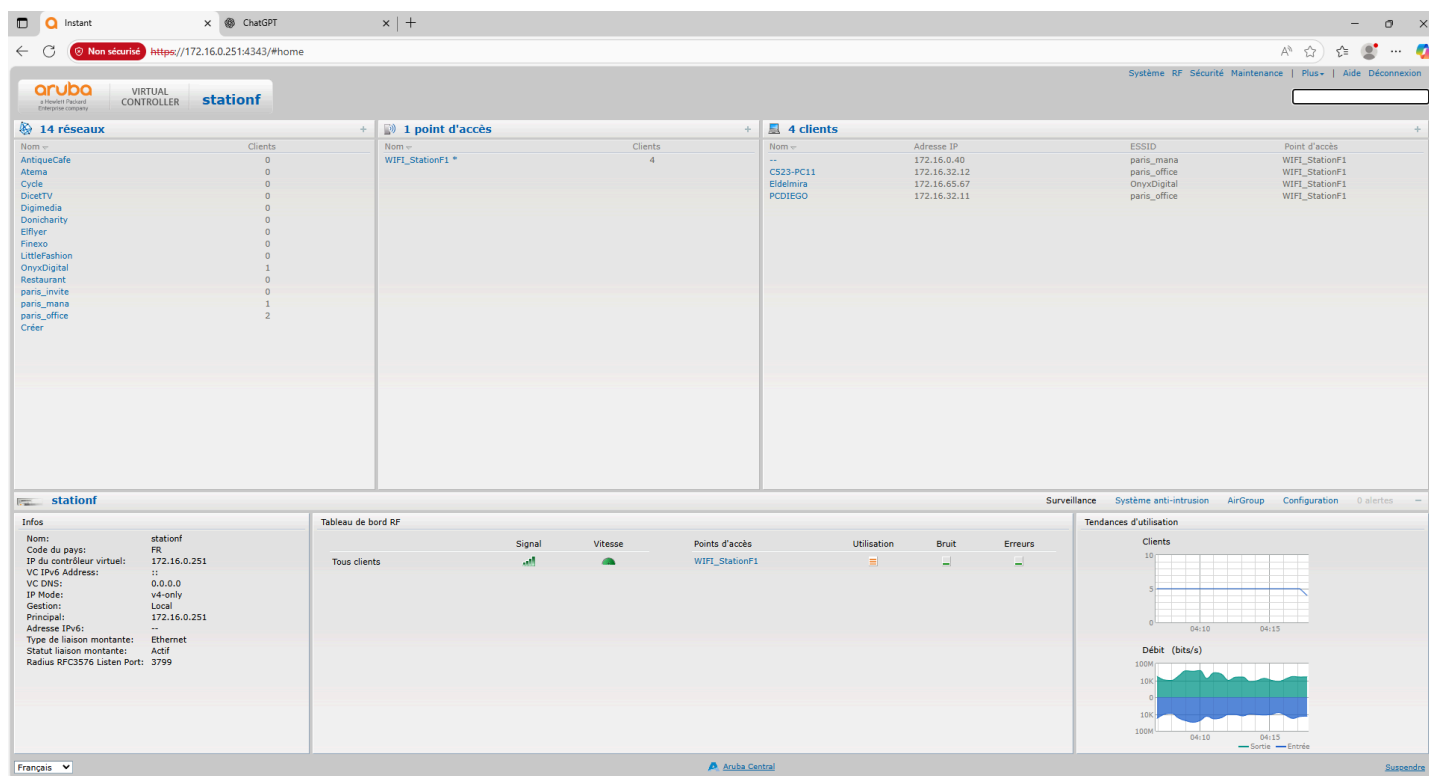 Instant
ChatGPT
Non sécurisé https://172.16.0.251:4343/#home
Système RF Sécurité Maintenance | Plus | Aide Déconnexion
aruba
a Hewlett Packard
Enterprise company
VIRTUAL
CONTROLLER
stationf
14 réseaux +
Nom Clients
AntiqueCafe 0
Atema 0
Cycle 0
DicetTV 0
Digimedia 0
Donicharity 0
Elflyer 0
Finexo 0
LittleFashion 0
OnyxDigital 1
Restaurant 0
paris_invite 0
paris_mana 1
paris_office 2
Créer
1 point d'accès +
Nom Clients
WIFI_StationF1 * 4
4 clients +
Nom Adresse IP ESSID Point d'accès
-- 172.16.0.40 paris_mana WIFI_StationF1
C523-PC11 172.16.32.12 paris_office WIFI_StationF1
Eldelmira 172.16.65.67 OnyxDigital WIFI_StationF1
PCDIEGO 172.16.32.11 paris_office WIFI_StationF1
stationf
Surveillance Système anti-intrusion AirGroup Configuration 0 alertes
Infos
Nom: stationf
Code du pays: FR
IP du contrôleur virtuel: 172.16.0.251
VC IPv6 Address: ::
VC DNS: 0.0.0.0
IP Mode: v4-only
Gestion: Local
Principal: 172.16.0.251
Adresse IPv6: --
Type de liaison montante: Ethernet
Statut liaison montante: Actif
Radius RFC3576 Listen Port: 3799
Tableau de bord RF
Signal Vitesse Points d'accès Utilisation Bruit Erreurs
Tous clients WIFI_StationF1
Tendances d'utilisation
Clients
10
5
0
04:10 04:15
Débit (bits/s)
100M
10K
0
10K
100M
04:10 04:15
Sortie Entrée
Français
Aruba Central
Suspendre